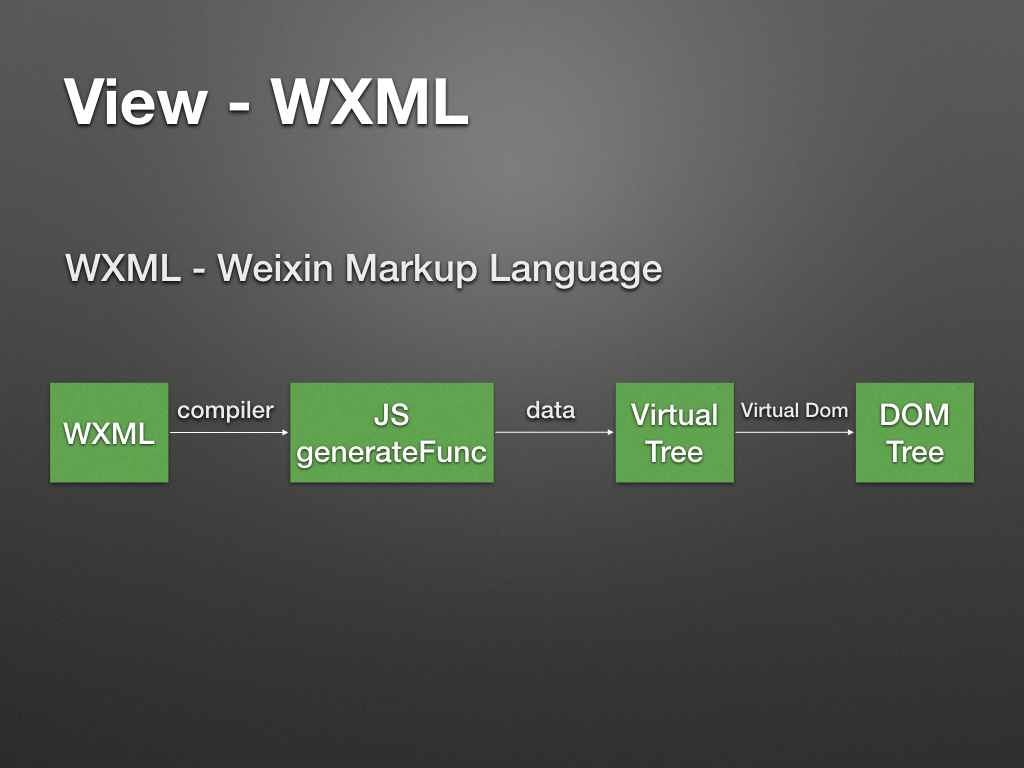 View - WXML
WXML - Weixin Markup Language
WXML
compiler
JS
generateFunc
data
Virtual
Tree
Virtual Dom
DOM
Tree